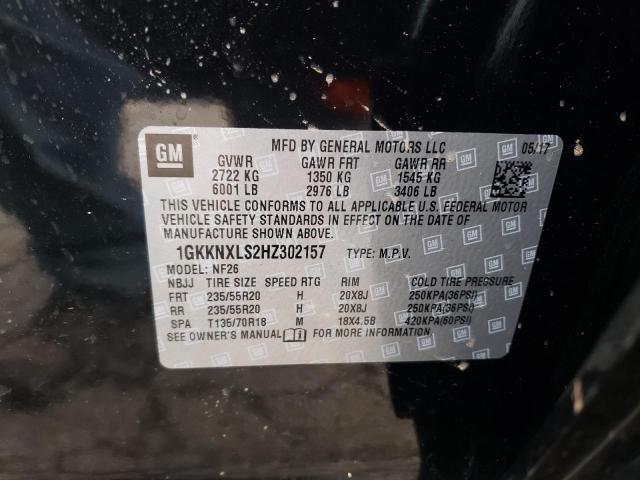 GM
MFD BY GENERAL MOTORS LLC 05/17
GVWR GAWR FRT GAWR RR
2722 KG 1350 KG 1545 KG
6001 LB 2976 LB 3406 LB
THIS VEHICLE CONFORMS TO ALL APPLICABLE U.S. FEDERAL MOTOR
VEHICLE SAFETY STANDARDS IN EFFECT ON THE DATE OF
MANUFACTURE SHOWN ABOVE.
1GKKNXLS2HZ302157 TYPE: M.P.V.
MODEL: NF26
NBJJ TIRE SIZE SPEED RTG RIM COLD TIRE PRESSURE
FRT 235/55R20 H 20X8J 250KPA(36PSI)
RR 235/55R20 H 20X8J 250KPA(36PSI)
SPA T135/70R18 M 18X4.5B 420KPA(60PSI)
SEE OWNER'S MANUAL FOR MORE INFORMATION.